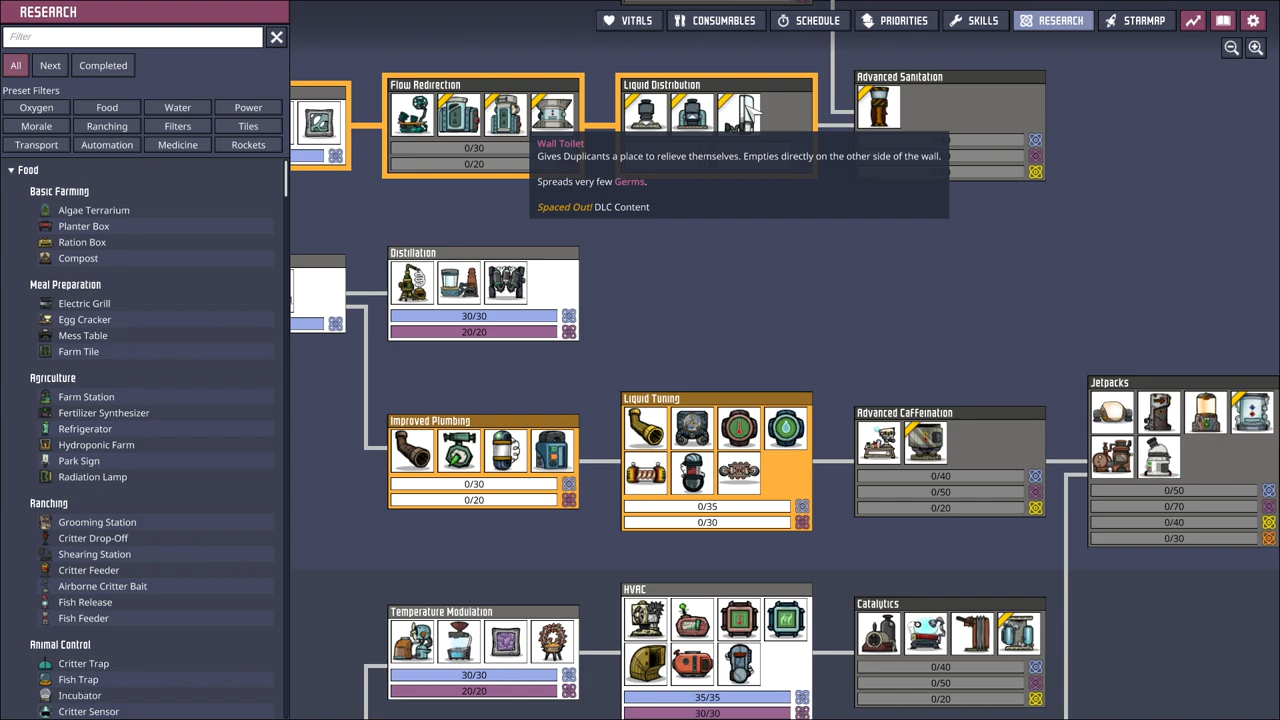 RESEARCH
VITALS
CONSUMABLES
SCHEDULE
PRIORITIES
SKILLS
RESEARCH
STARMAP
Filter
All
Next
Completed
Preset Filters
Oxygen
Food
Water
Power
Morale
Ranching
Filters
Tiles
Transport
Automation
Medicine
Rockets
Food
Basic Farming
Algae Terrarium
Planter Box
Ration Box
Compost
Meal Preparation
Electric Grill
Egg Cracker
Mess Table
Farm Tile
Agriculture
Farm Station
Fertilizer Synthesizer
Refrigerator
Hydroponic Farm
Park Sign
Radiation Lamp
Ranching
Grooming Station
Critter Drop-Off
Shearing Station
Critter Feeder
Airborne Critter Bait
Fish Release
Fish Feeder
Animal Control
Critter Trap
Fish Trap
Incubator
Critter Sensor
Flow Redirection
0/30
0/20
Liquid Distribution
Advanced Sanitation
Wall Toilet
Gives Duplicants a place to relieve themselves. Empties directly on the other side of the wall.
Spreads very few Germs.
Spaced Out! DLC Content
Distillation
30/30
20/20
Improved Plumbing
0/30
0/20
Liquid Tuning
0/35
0/30
Advanced Caffeination
0/40
0/50
0/20
Jetpacks
0/50
0/70
0/40
0/30
Temperature Modulation
30/30
20/20
HVAC
35/35
30/30
Catalytics
0/40
0/50
0/20